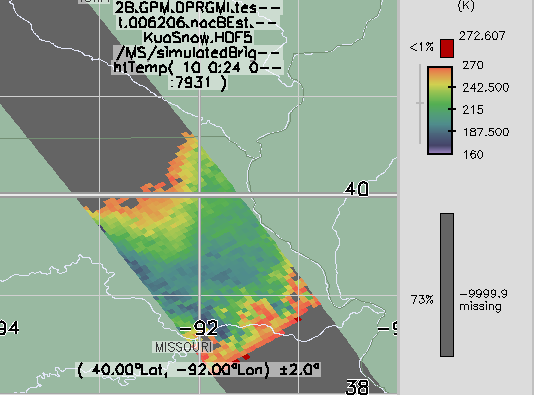 2B.GPM.DPRGMI.tes--
t.006206.nocBEst.--
KuoSnow.HDF5
/MS/simulatedBrig--
htTemp( 10 0:24 0--
:7931 )
(K)
<1%
272.607
270
242.500
215
187.500
160
40
73%
-9999.9
missing
94
-92
-9
MISSOURI
( 40.00°Lat, -92.00°Lon) ±2.0°
38